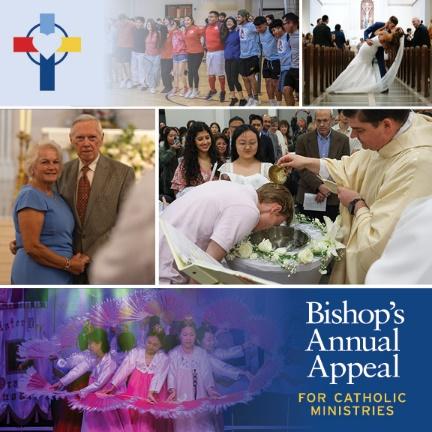 Bishop's
Annual
Appeal
FOR CATHOLIC
MINISTRIES